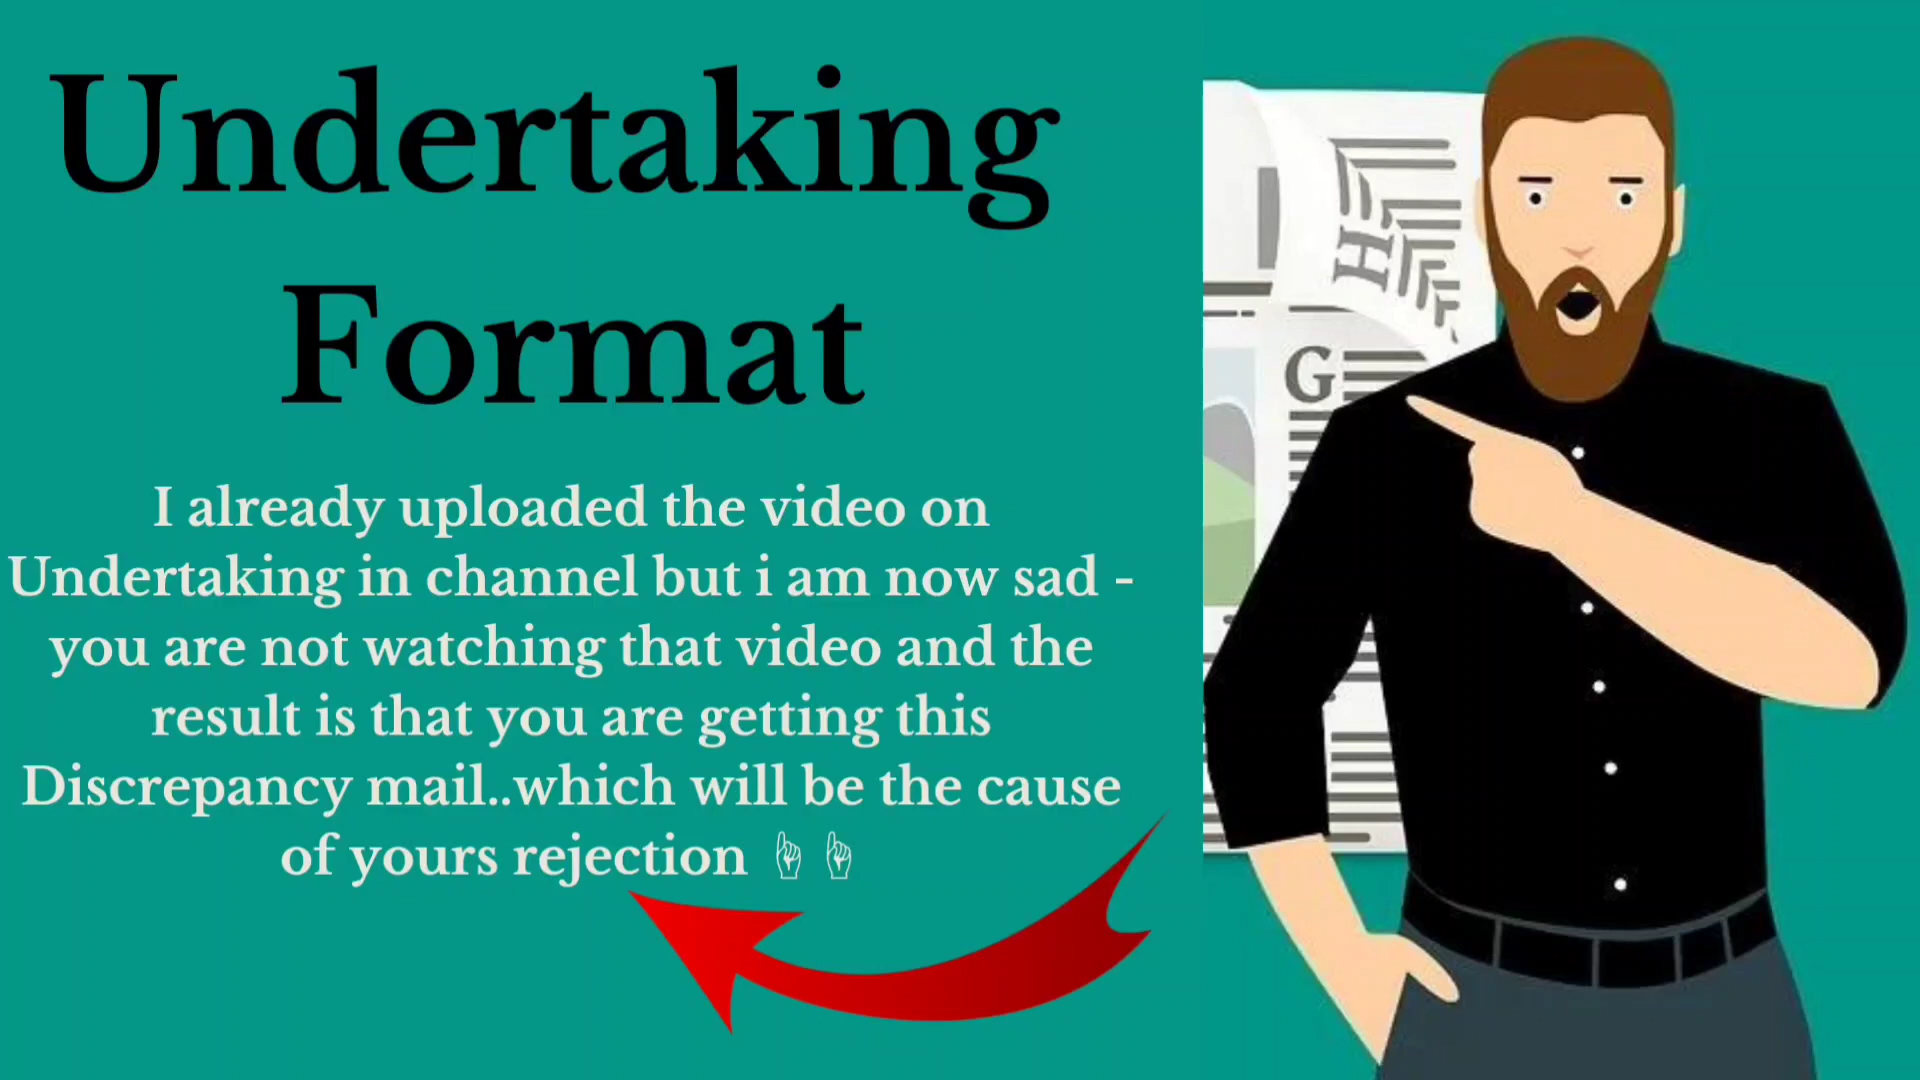 Undertaking
Format
I already uploaded the video on
Undertaking in channel but i am now sad -
you are not watching that video and the
result is that you are getting this
Discrepancy mail..which will be the cause
of yours rejection ☝☝
H
G